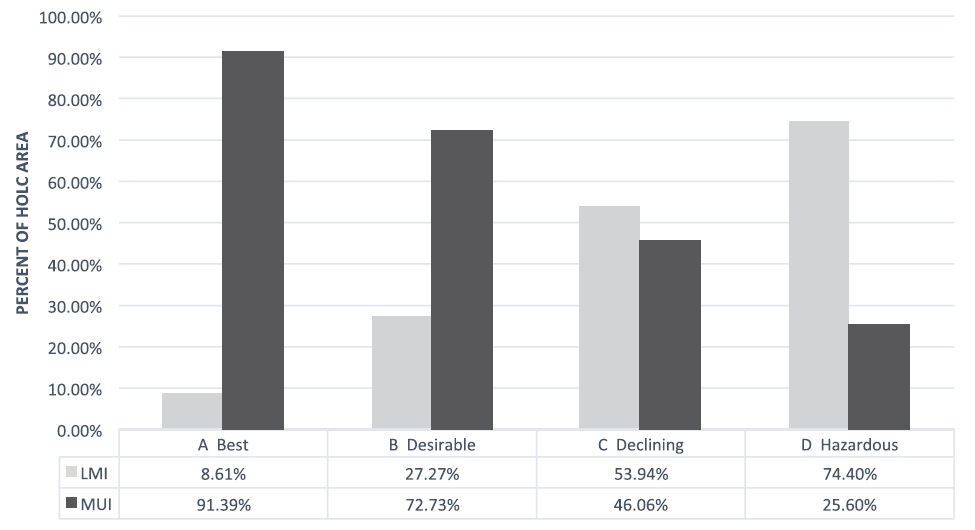 100.00%
90.00%
80.00%
70.00%
60.00%
50.00%
40.00%
30.00%
20.00%
10.00%
0.00%
PERCENT OF HOLC AREA
A Best B Desirable C Declining D Hazardous
LMI 8.61% 27.27% 53.94% 74.40%
MUI 91.39% 72.73% 46.06% 25.60%